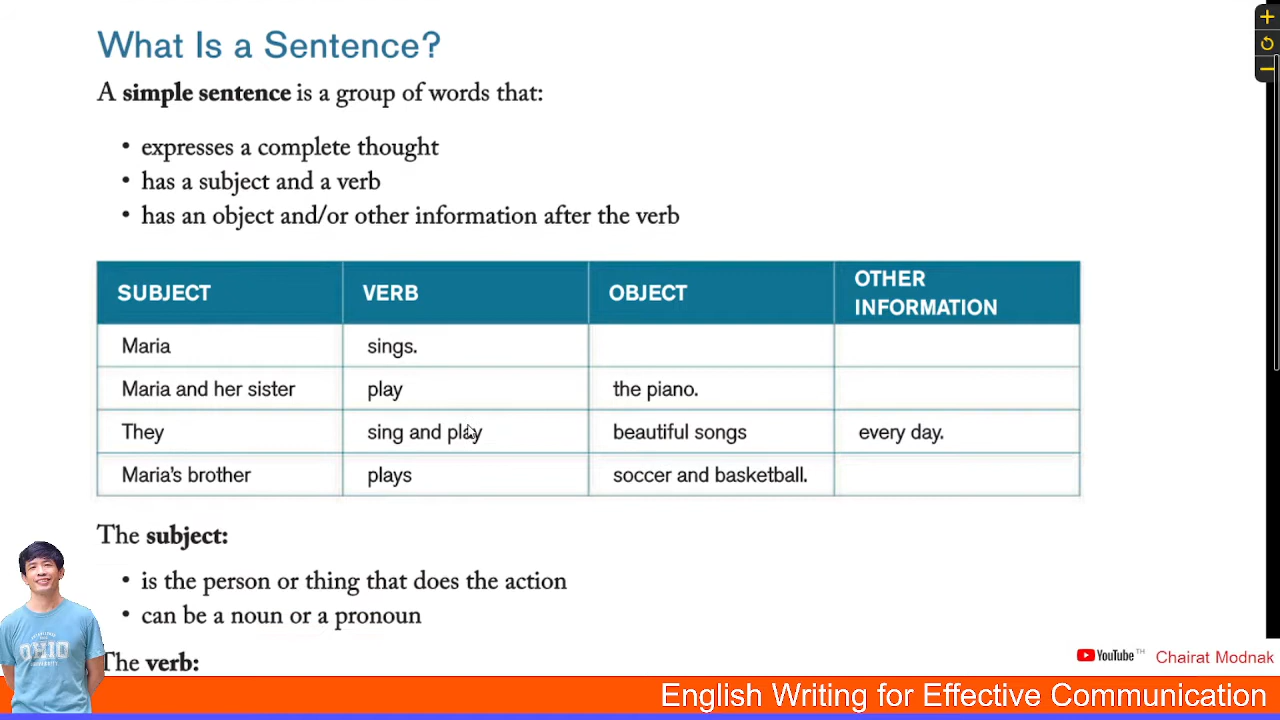 What Is a Sentence?
A simple sentence is a group of words that:
• expresses a complete thought
• has a subject and a verb
• has an object and/or other information after the verb
SUBJECT VERB OBJECT OTHER INFORMATION
Maria sings.
Maria and her sister play the piano.
They sing and play beautiful songs every day.
Maria's brother plays soccer and basketball.
The subject:
• is the person or thing that does the action
• can be a noun or a pronoun
The verb:
OHIO
YouTube TH Chairat Modnak
English Writing for Effective Communication